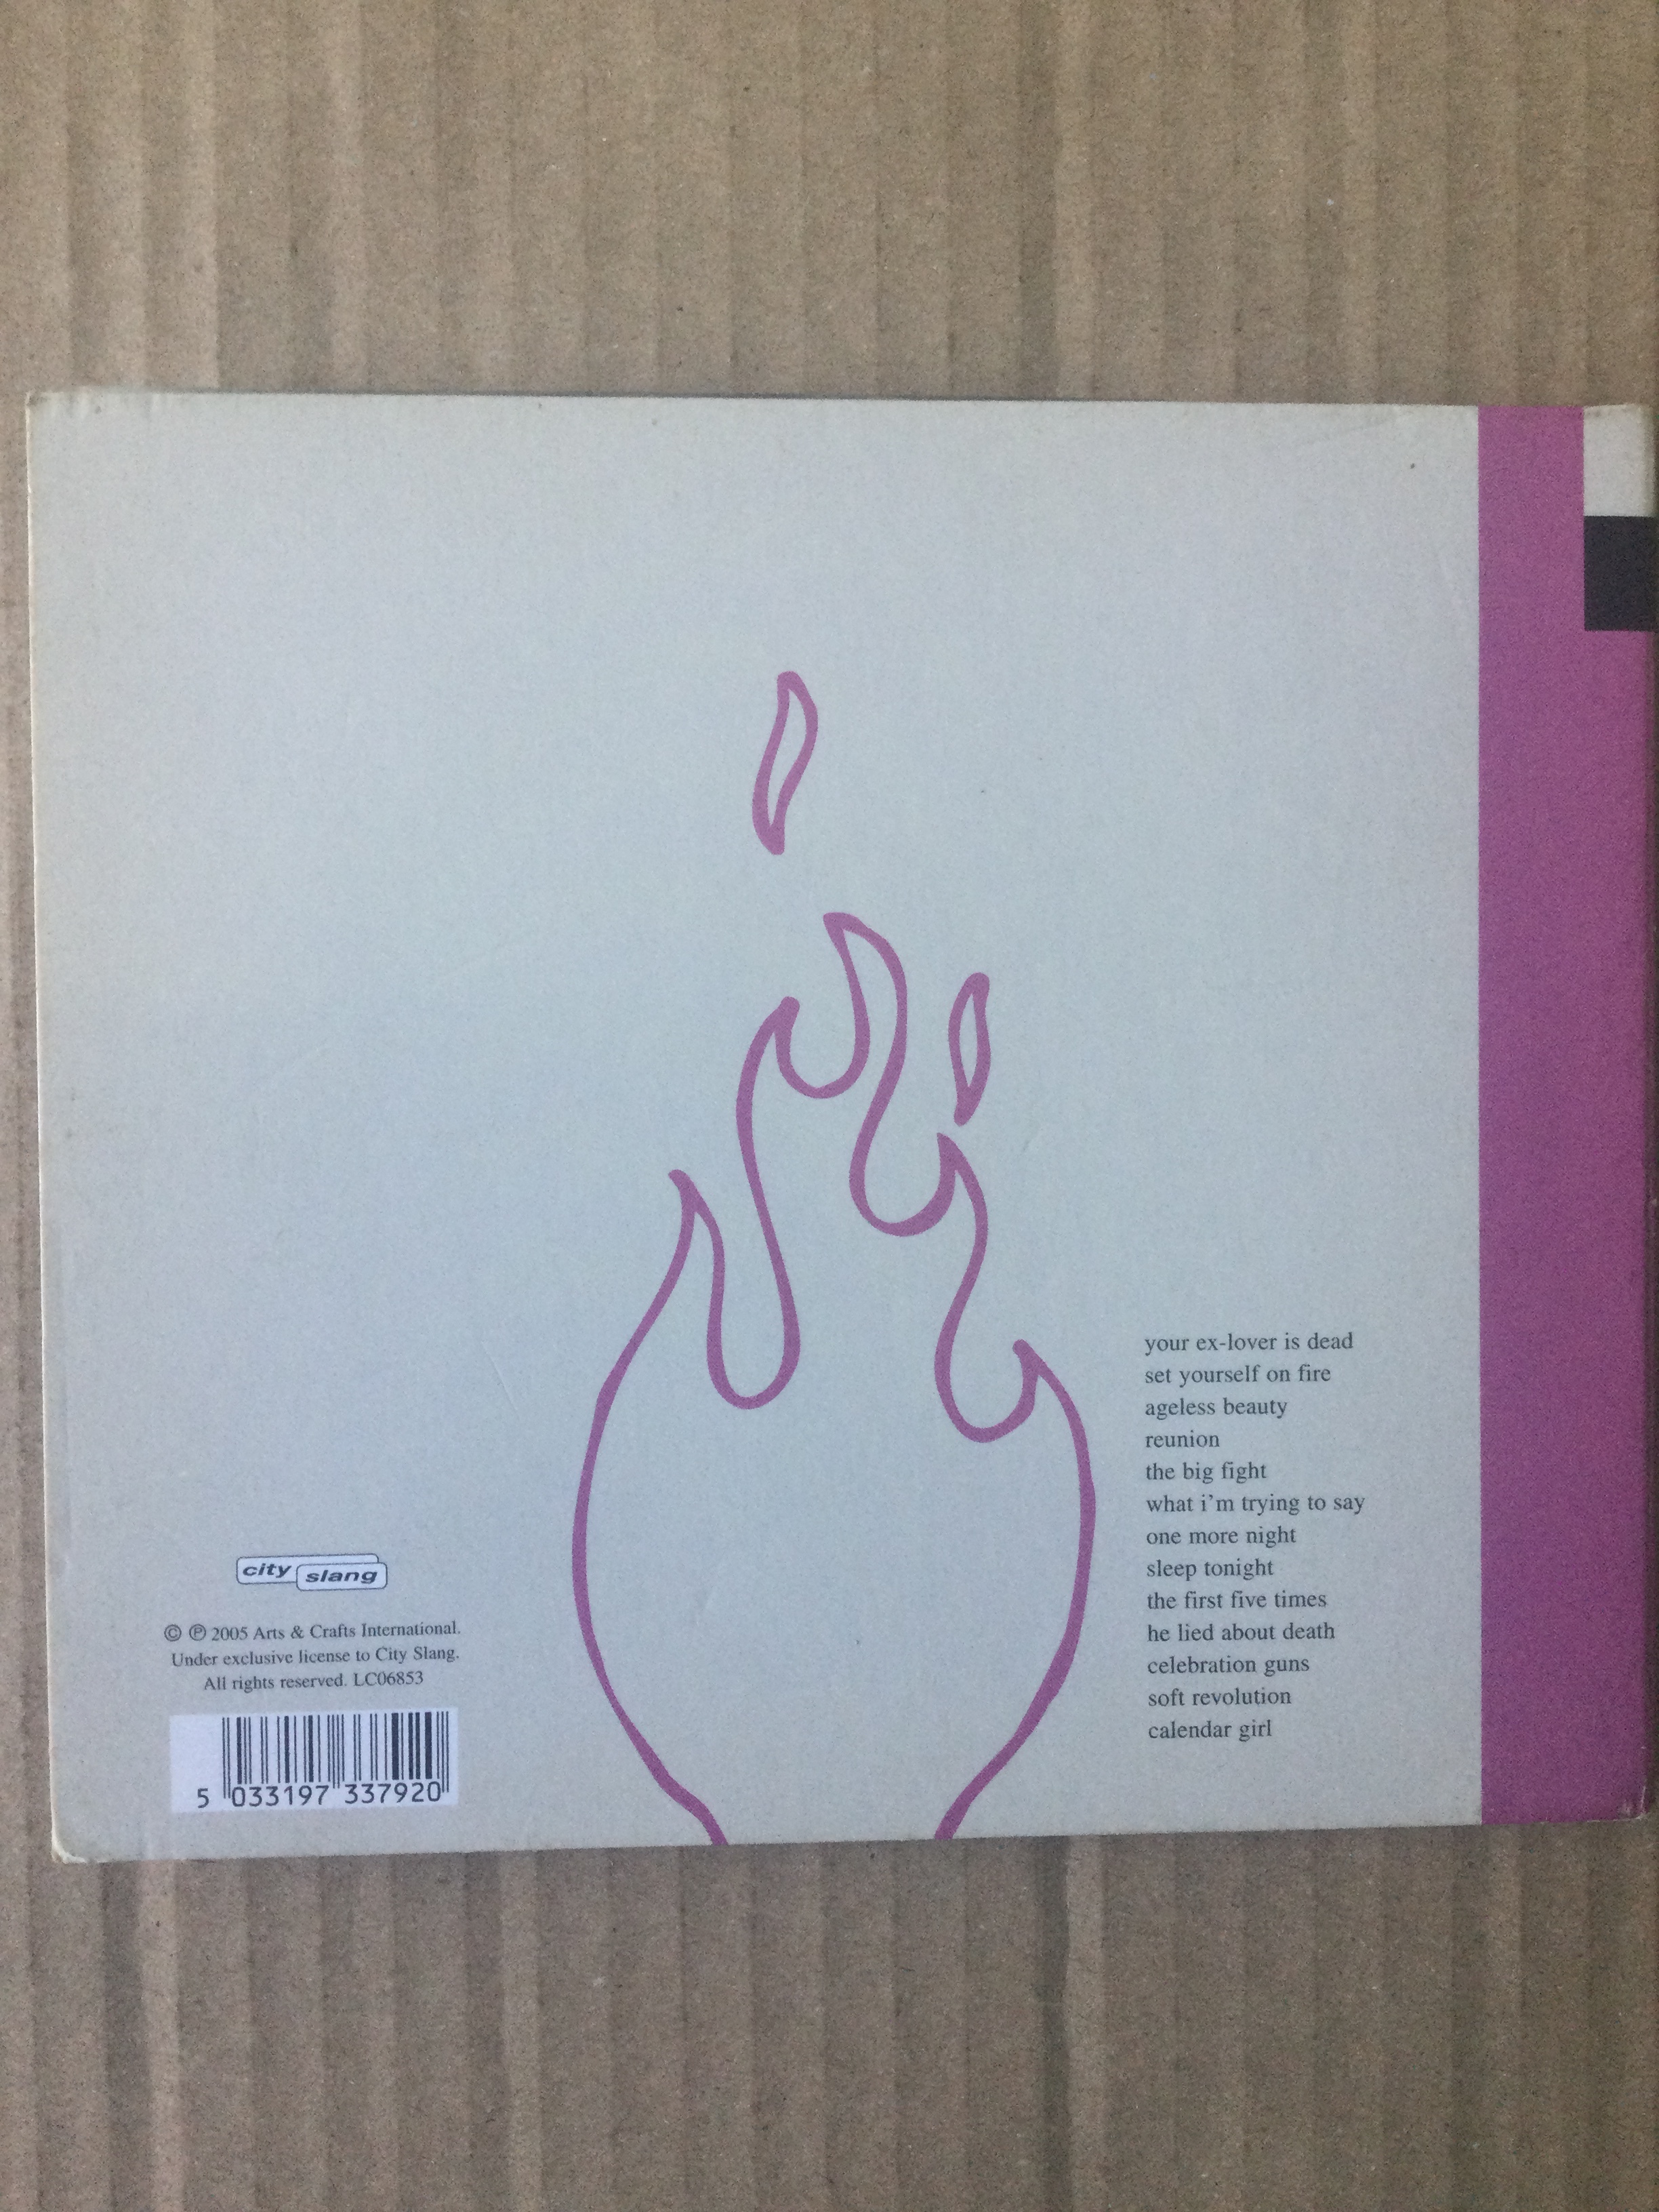 your ex-lover is dead
set yourself on fire
ageless beauty
reunion
the big fight
what i'm trying to say
one more night
sleep tonight
the first five times
he lied about death
celebration guns
soft revolution
calendar girl
city slang
© ℗ 2005 Arts & Crafts International.
Under exclusive license to City Slang.
All rights reserved. LC06853
5 033197 337920